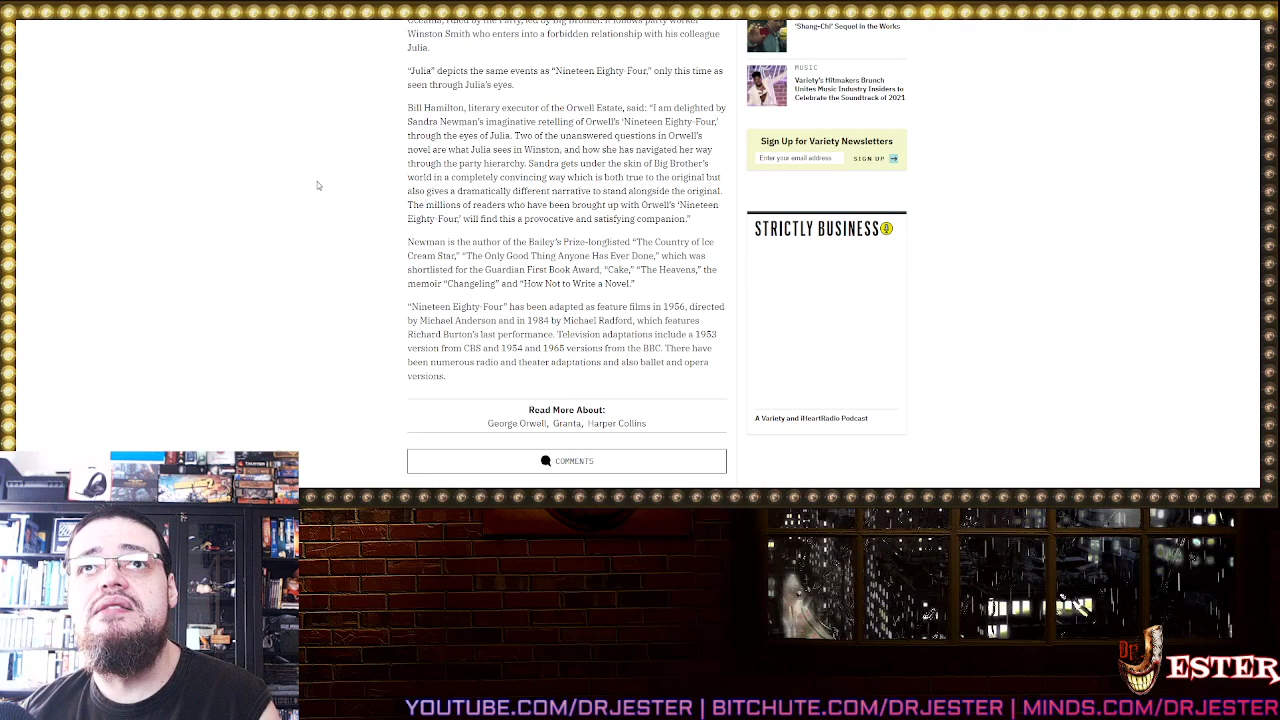 Oceania, ruled by the Party, led by Big Brother. It follows party worker
Winston Smith who enters into a forbidden relationship with his colleague
Julia.
“Julia” depicts the same events as “Nineteen Eighty-Four,” only this time as
seen through Julia’s eyes.
Bill Hamilton, literary executor of the Orwell Estate, said: “I am delighted by
Sandra Newman’s imaginative retelling of Orwell’s ‘Nineteen Eighty-Four,’
through the eyes of Julia. Two of the unanswered questions in Orwell’s
novel are what Julia sees in Winston, and how she has navigated her way
through the party hierarchy. Sandra gets under the skin of Big Brother’s
world in a completely convincing way which is both true to the original but
also gives a dramatically different narrative to stand alongside the original.
The millions of readers who have been brought up with Orwell’s ‘Nineteen
Eighty-Four,’ will find this a provocative and satisfying companion.”
Newman is the author of the Bailey’s Prize-longlisted “The Country of Ice
Cream Star,” “The Only Good Thing Anyone Has Ever Done,” which was
shortlisted for the Guardian First Book Award, “Cake,” “The Heavens,” the
memoir “Changeling” and “How Not to Write a Novel.”
“Nineteen Eighty-Four” has been adapted as feature films in 1956, directed
by Michael Anderson and in 1984 by Michael Radford, which features
Richard Burton’s last performance. Television adaptations include a 1953
version from CBS and 1954 and 1965 versions from the BBC. There have
been numerous radio and theater adaptations and also ballet and opera
versions.
Read More About:
George Orwell, Granta, Harper Collins
COMMENTS
‘Shang-Chi’ Sequel in the Works
MUSIC
Variety’s Hitmakers Brunch
Unites Music Industry Insiders to
Celebrate the Soundtrack of 2021
Sign Up for Variety Newsletters
Enter your email address SIGN UP
STRICTLY BUSINESS
A Variety and iHeartRadio Podcast
Dr JESTER
YOUTUBE.COM/DRJESTER | BITCHUTE.COM/DRJESTER | MINDS.COM/DRJESTER